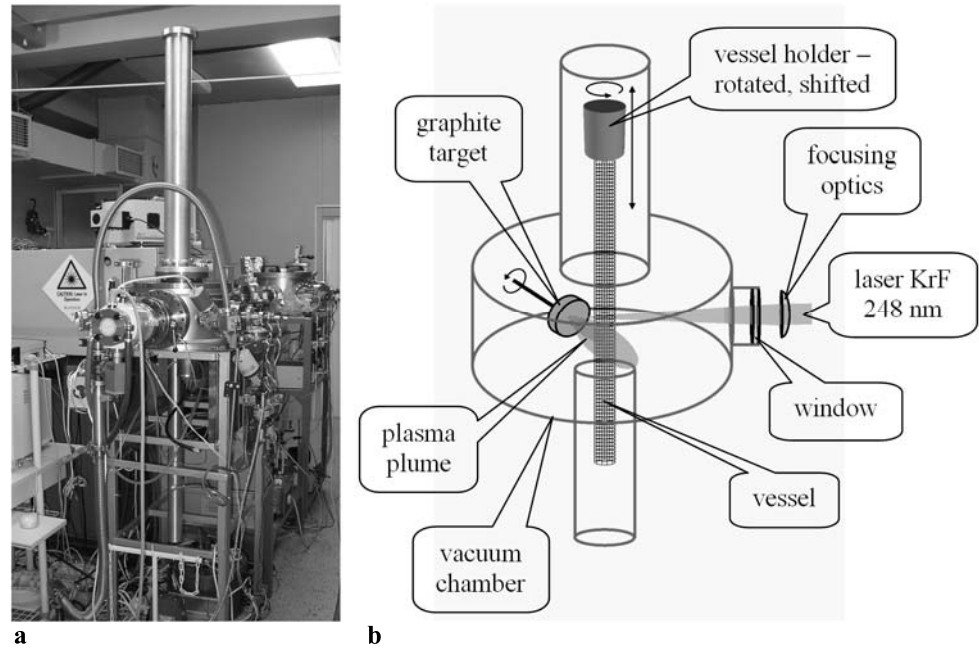 vessel holder –
rotated, shifted
graphite
target
focusing
optics
laser KrF
248 nm
window
plasma
plume
vessel
vacuum
chamber
a
b